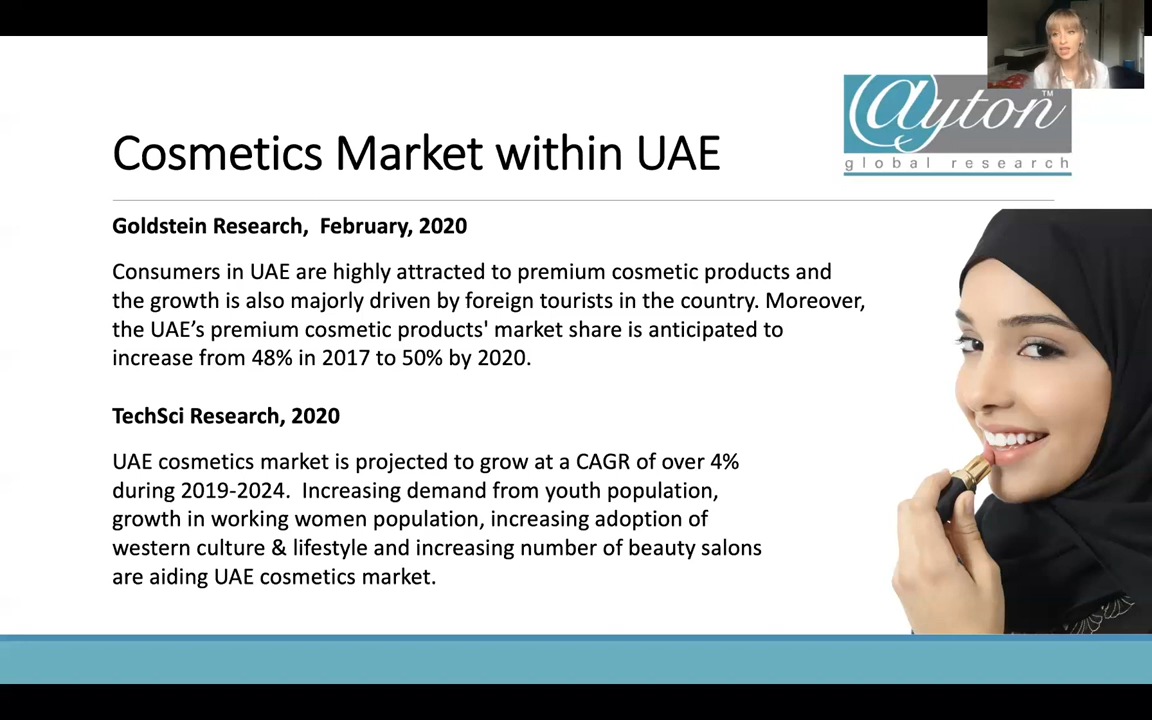 Cosmetics Market within UAE
@yton™
global research
Goldstein Research, February, 2020
Consumers in UAE are highly attracted to premium cosmetic products and
the growth is also majorly driven by foreign tourists in the country. Moreover,
the UAE’s premium cosmetic products' market share is anticipated to
increase from 48% in 2017 to 50% by 2020.
TechSci Research, 2020
UAE cosmetics market is projected to grow at a CAGR of over 4%
during 2019-2024. Increasing demand from youth population,
growth in working women population, increasing adoption of
western culture & lifestyle and increasing number of beauty salons
are aiding UAE cosmetics market.